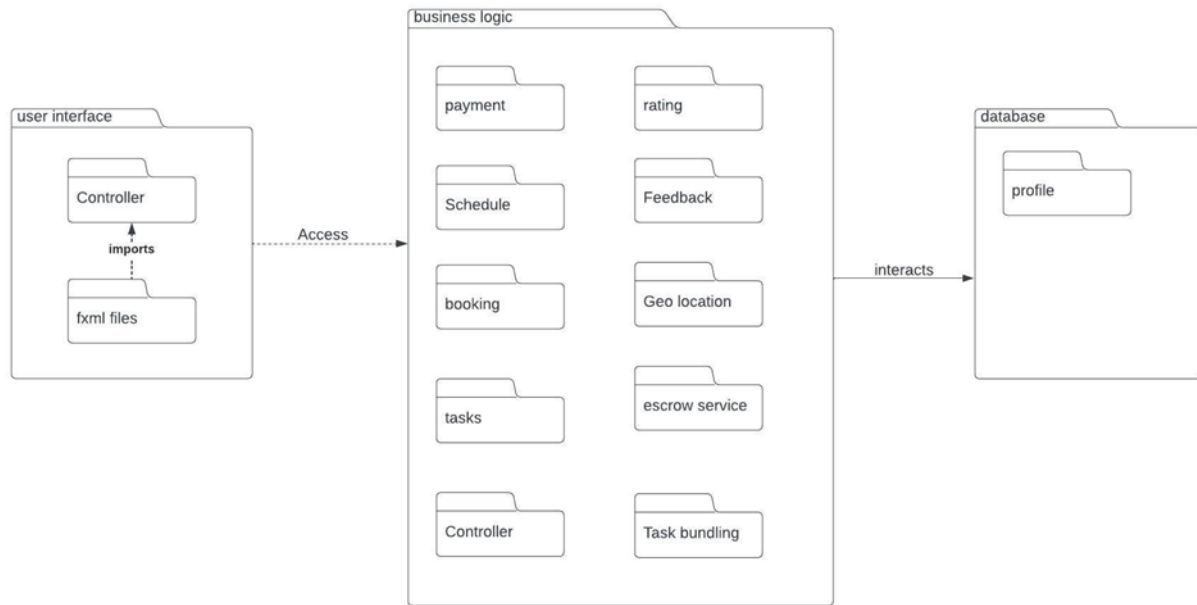 business logic
user interface
Controller
imports
fxml files
Access
payment
rating
Schedule
Feedback
booking
Geo location
tasks
escrow service
Controller
Task bundling
interacts
database
profile